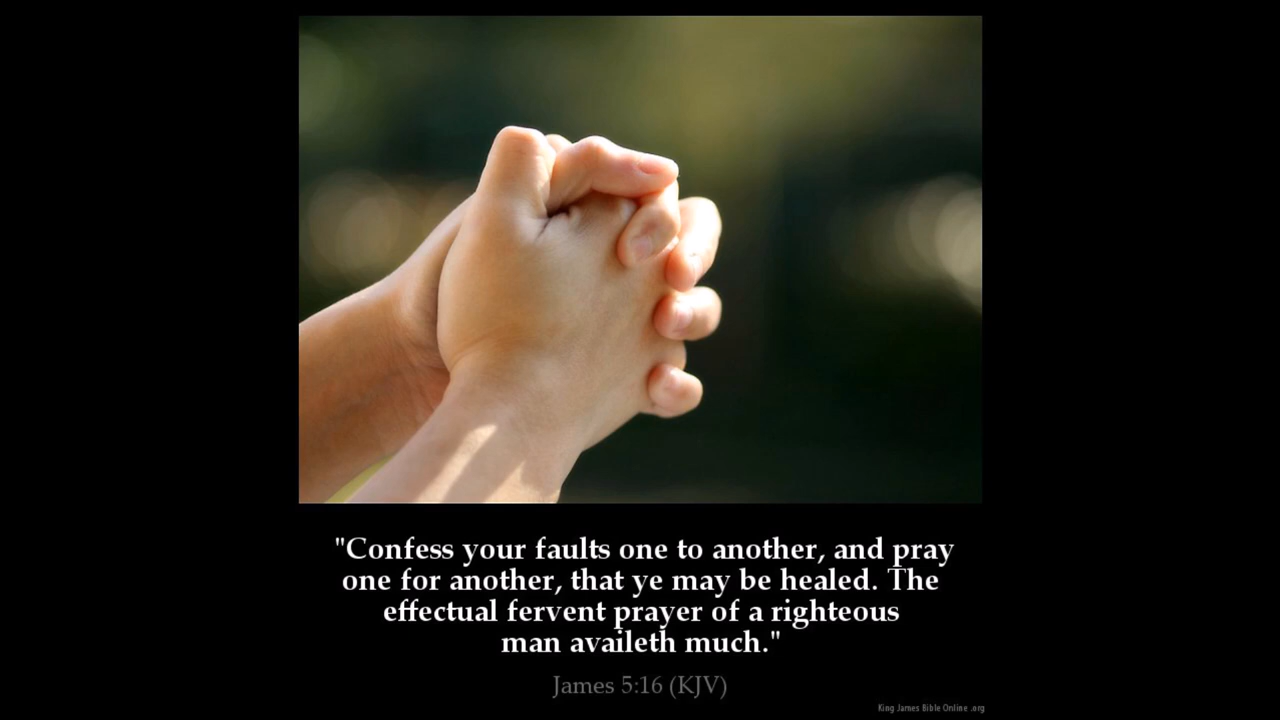 "Confess your faults one to another, and pray
one for another, that ye may be healed. The
effectual fervent prayer of a righteous
man availeth much."
James 5:16 (KJV)
King James Bible Online .org